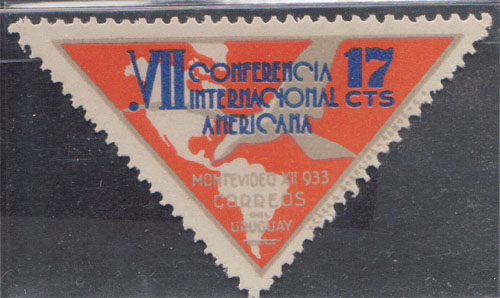 VII CONFERENCIA 17
INTERNACIONAL CTS
AMERICANA
MONTEVIDEO XII 933
CORREOS
DEL
URUGUAY